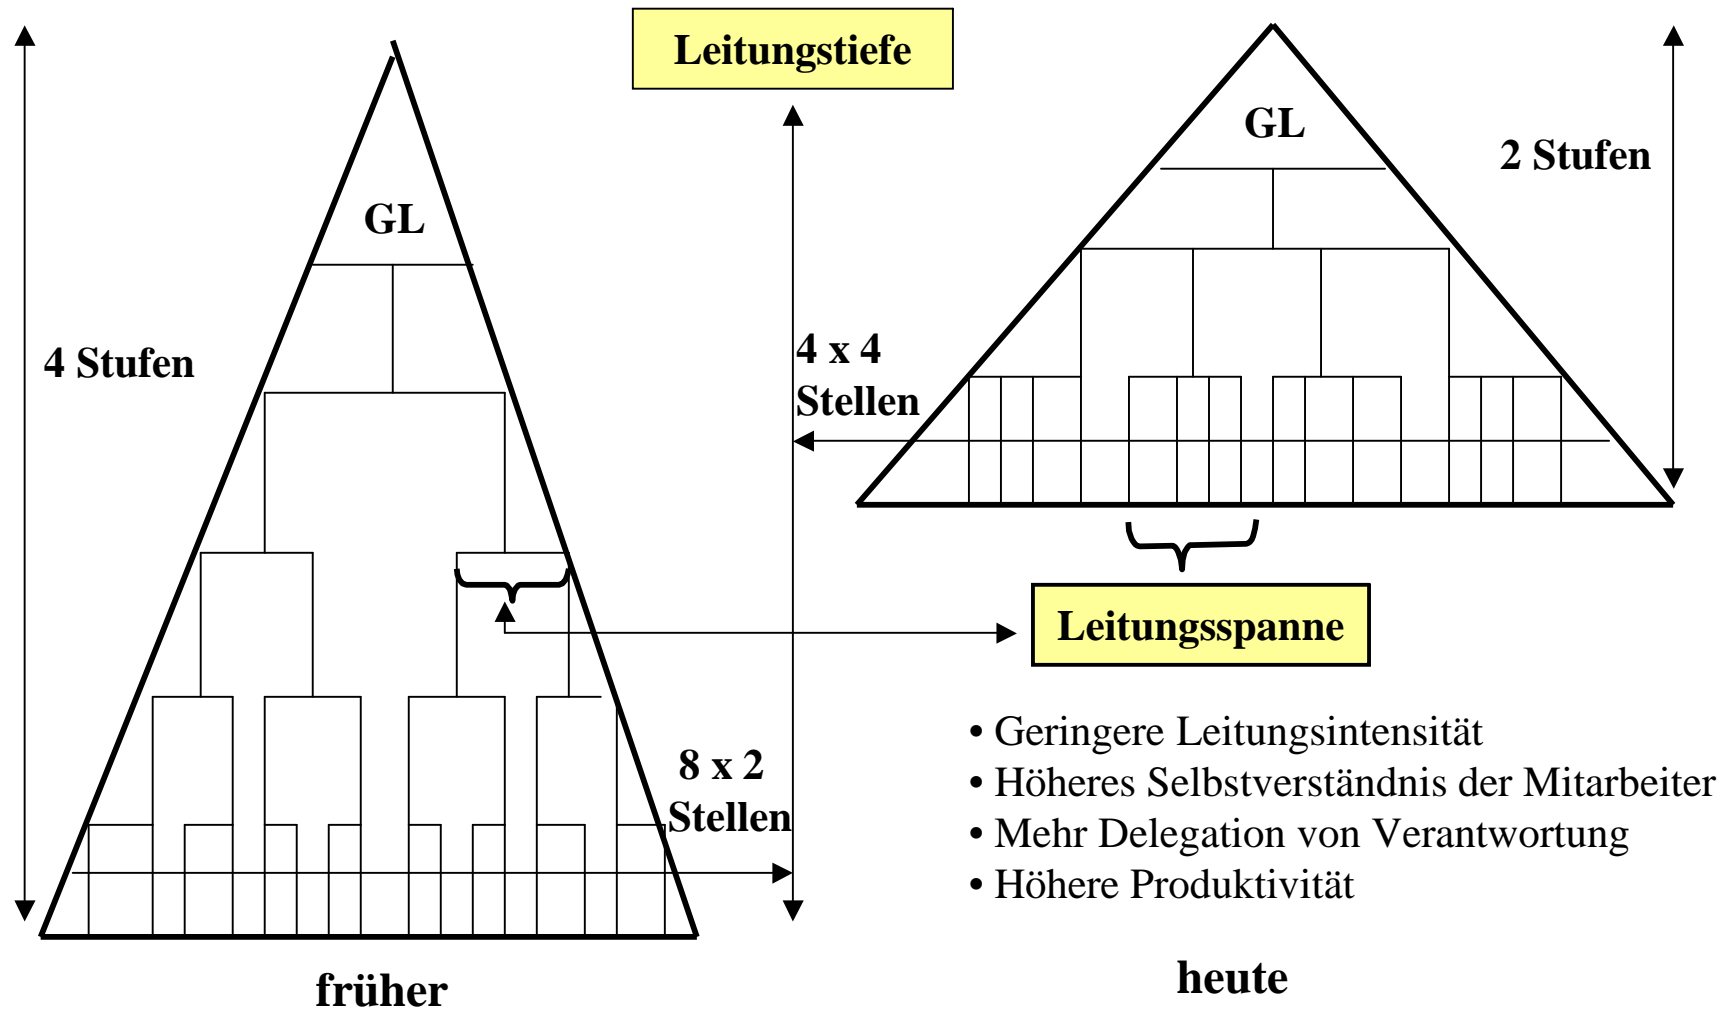 Leitungstiefe
GL
4 Stufen
GL
2 Stufen
4 x 4
Stellen
8 x 2
Stellen
Leitungsspanne
• Geringere Leitungsintensität
• Höheres Selbstverständnis der Mitarbeiter
• Mehr Delegation von Verantwortung
• Höhere Produktivität
früher
heute